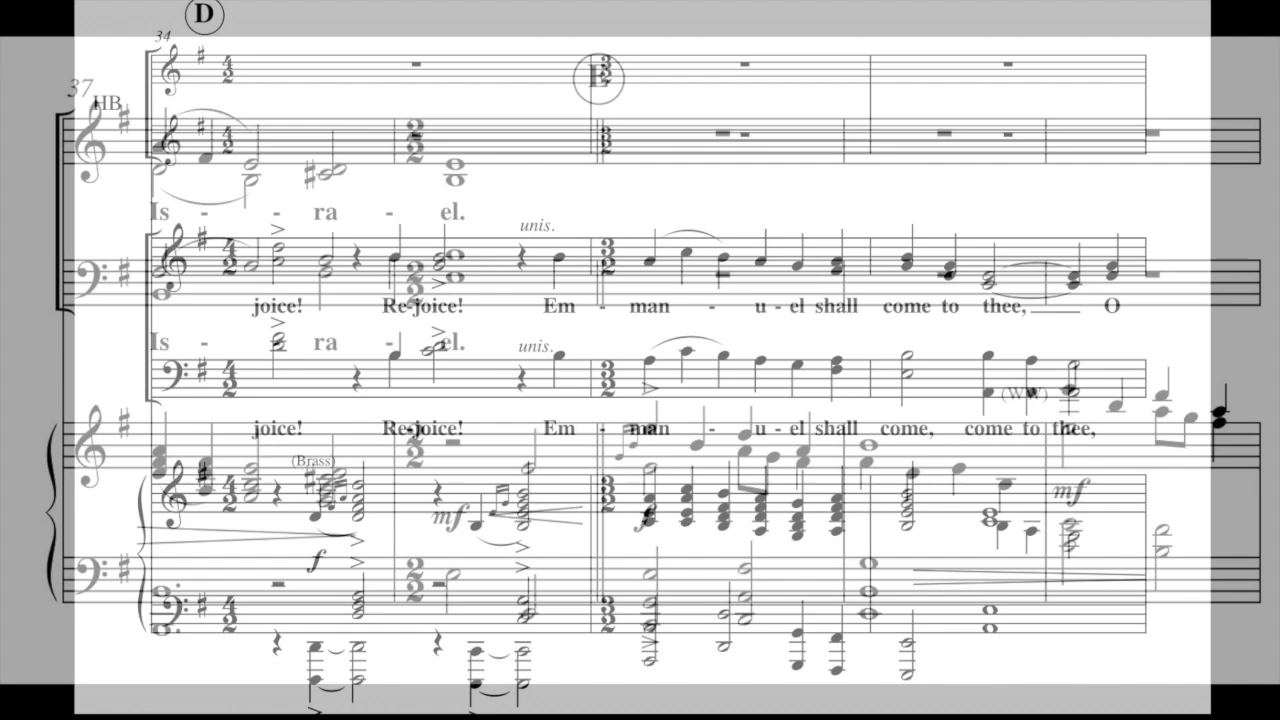 D
34
E
37
HB
Is - - ra - el.
unis.
joice! Re-joice! Em - man - u - el shall come to thee, O
Is - - ra - el.
unis.
(WW)
joice! Re-joice! Em - man - u - el shall come, come to thee,
(Brass)
mf
mf
f
f